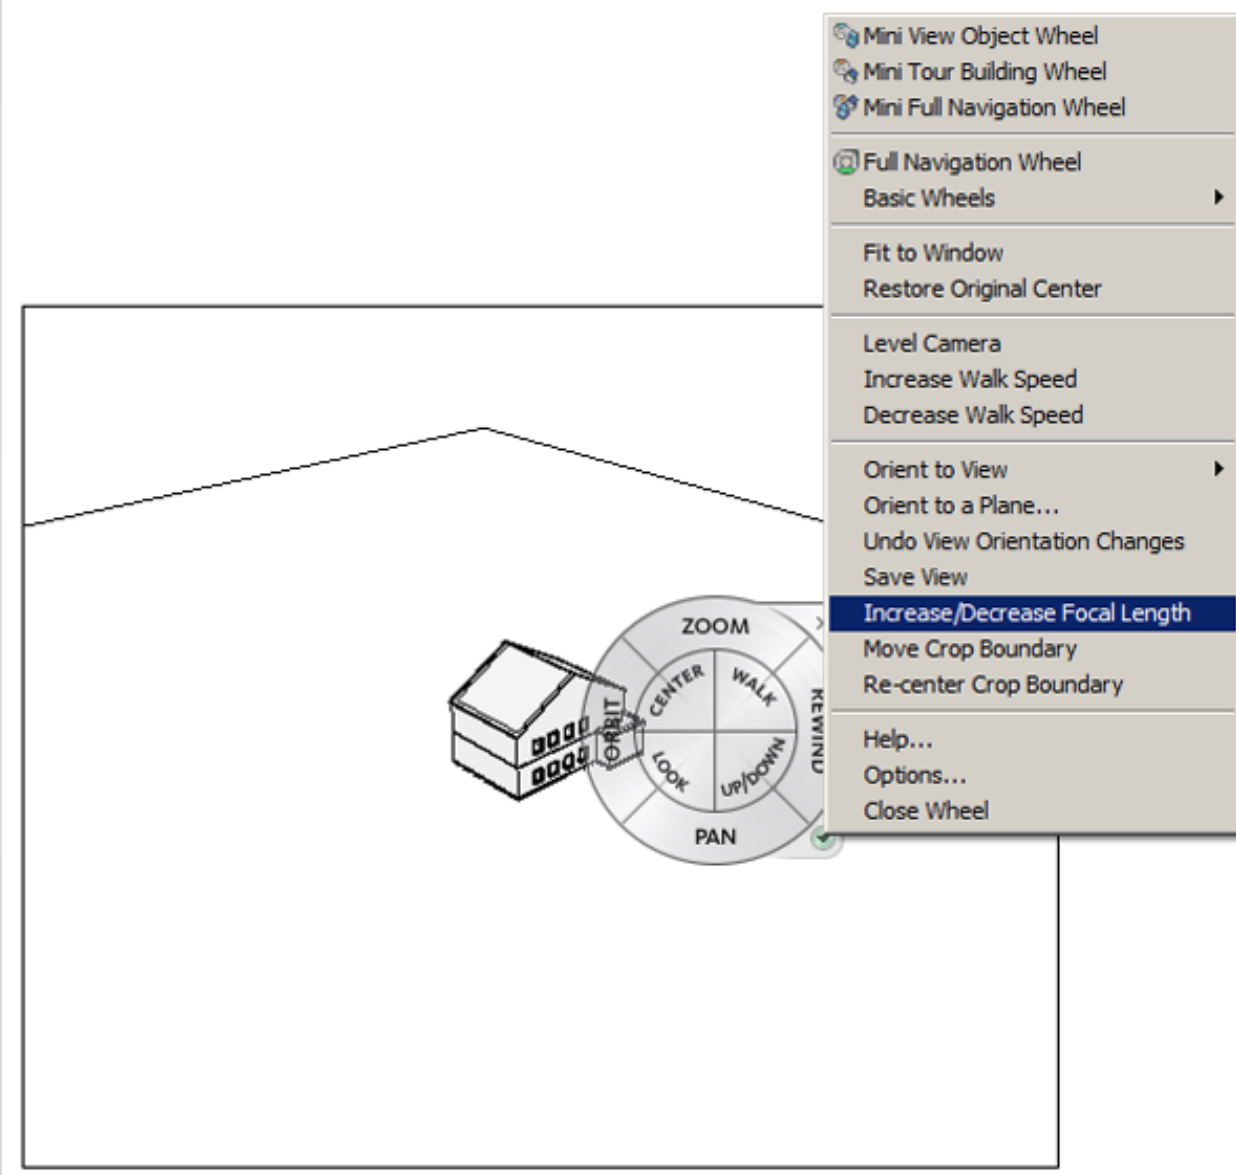 Mini View Object Wheel
Mini Tour Building Wheel
Mini Full Navigation Wheel
Full Navigation Wheel
Basic Wheels
Fit to Window
Restore Original Center
Level Camera
Increase Walk Speed
Decrease Walk Speed
Orient to View
Orient to a Plane...
Undo View Orientation Changes
Save View
Increase/Decrease Focal Length
Move Crop Boundary
Re-center Crop Boundary
Help...
Options...
Close Wheel
ZOOM
CENTER
WALK
ORBIT
REWIND
LOOK
UP/DOWN
PAN